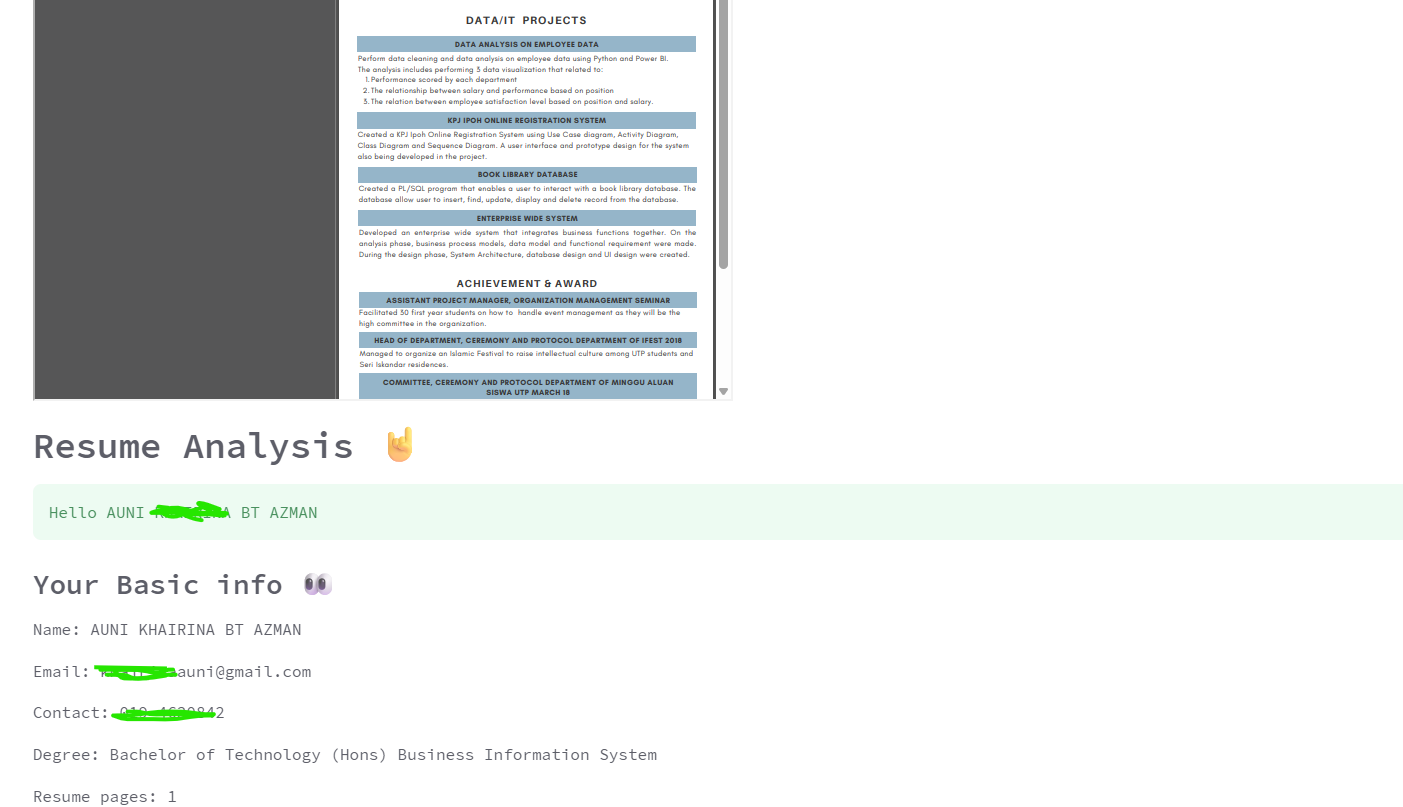 DATA/IT PROJECTS
DATA ANALYSIS ON EMPLOYEE DATA
Perform data cleaning and data analysis on employee data using Python and Power BI.
The analysis includes performing 3 data visualization that related to:
1. Performance scored by each department
2. The relationship between salary and performance based on position
3. The relation between employee satisfaction level based on position and salary.
KPJ IPOH ONLINE REGISTRATION SYSTEM
Created a KPJ Ipoh Online Registration System using Use Case diagram, Activity Diagram,
Class Diagram and Sequence Diagram. A user interface and prototype design for the system
also being developed in the project.
BOOK LIBRARY DATABASE
Created a PL/SQL program that enables a user to interact with a book library database. The
database allow user to insert, find, update, display and delete record from the database.
ENTERPRISE WIDE SYSTEM
Developed an enterprise wide system that integrates business functions together. On the
analysis phase, business process models, data model and functional requirement were made.
During the design phase, System Architecture, database design and UI design were created.
ACHIEVEMENT & AWARD
ASSISTANT PROJECT MANAGER, ORGANIZATION MANAGEMENT SEMINAR
Facilitated 30 first year students on how to handle event management as they will be the
high committee in the organization.
HEAD OF DEPARTMENT, CEREMONY AND PROTOCOL DEPARTMENT OF IFEST 2018
Managed to organize an Islamic Festival to raise intellectual culture among UTP students and
Seri Iskandar residences.
COMMITTEE, CEREMONY AND PROTOCOL DEPARTMENT OF MINGGU ALUAN
SISWA UTP MARCH 18
Resume Analysis 🤘
Hello AUNI BT AZMAN
Your Basic info 👀
Name: AUNI KHAIRINA BT AZMAN
Email: auni@gmail.com
Contact:
Degree: Bachelor of Technology (Hons) Business Information System
Resume pages: 1